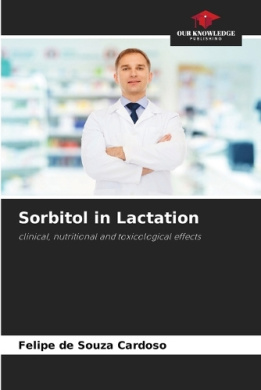 OUR KNOWLEDGE
PUBLISHING
Sorbitol in Lactation
clinical, nutritional and toxicological effects
Felipe de Souza Cardoso